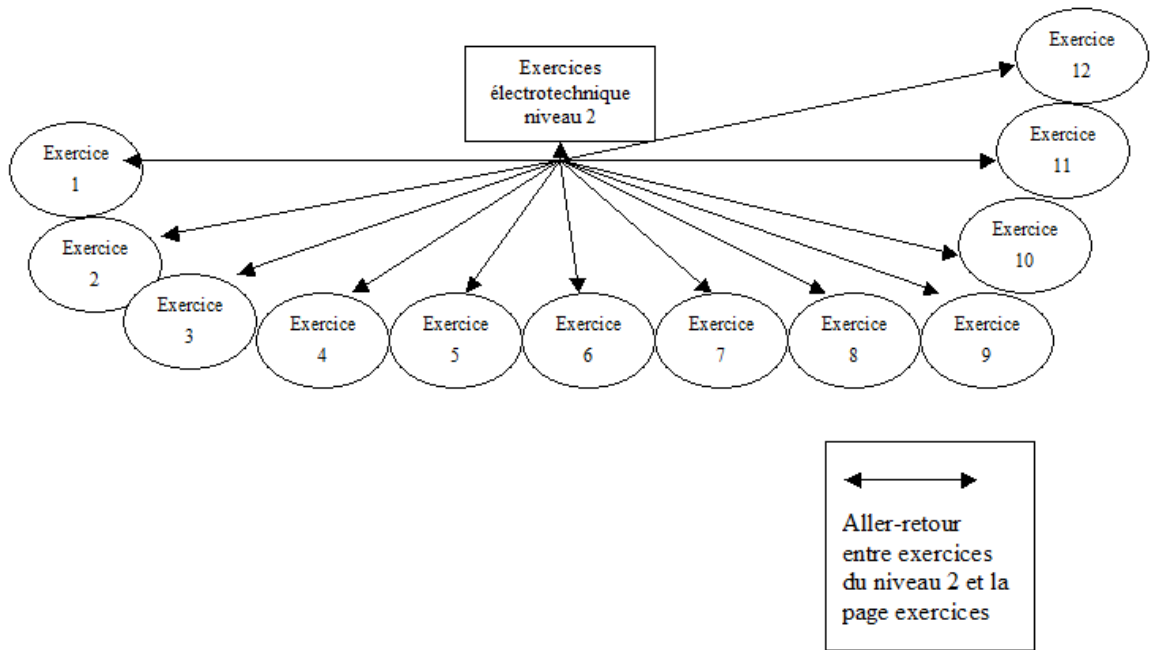 Exercices
électrotechnique
niveau 2
Exercice
1
Exercice
2
Exercice
3
Exercice
4
Exercice
5
Exercice
6
Exercice
7
Exercice
8
Exercice
9
Exercice
10
Exercice
11
Exercice
12
Aller-retour
entre exercices
du niveau 2 et la
page exercices